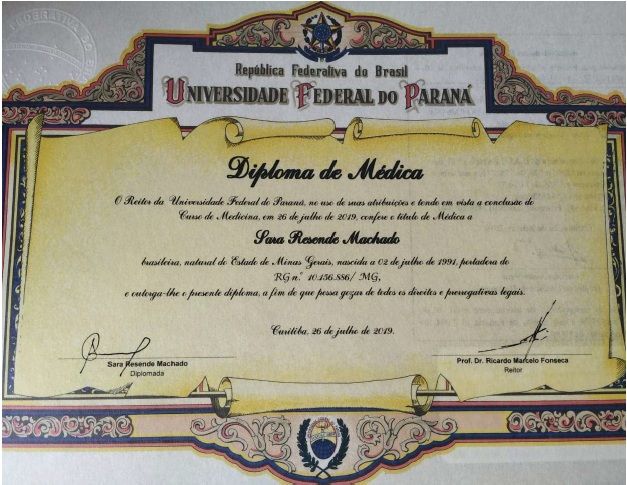 República Federativa do Brasil
UNIVERSIDADE FEDERAL DO PARANÁ
Diploma de Médica
O Reitor da Universidade Federal do Paraná, no uso de suas atribuições e tendo em vista a conclusão do
Curso de Medicina, em 26 de julho de 2019, confere o título de Médica a
Sara Resende Machado
brasileira, natural do Estado de Minas Gerais, nascida a 02 de julho de 1991, portadora do
RG n.º 10.156.886/ MG,
e outorga-lhe o presente diploma, a fim de que possa gozar de todos os direitos e prerrogativas legais.
Curitiba, 26 de julho de 2019.
Sara Resende Machado
Diplomada
Prof. Dr. Ricardo Marcelo Fonseca
Reitor